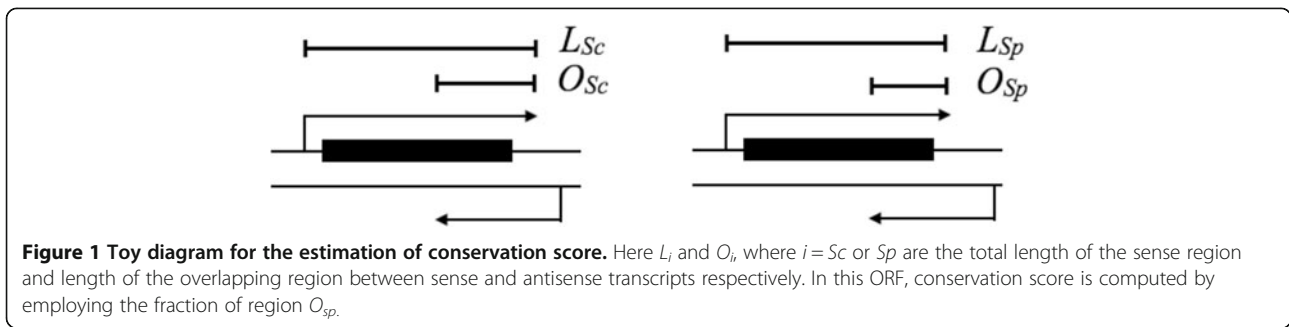 L_Sc L_Sp
O_Sc O_Sp
Figure 1 Toy diagram for the estimation of conservation score. Here L_i and O_i, where i = Sc or Sp are the total length of the sense region
and length of the overlapping region between sense and antisense transcripts respectively. In this ORF, conservation score is computed by
employing the fraction of region O_sp.